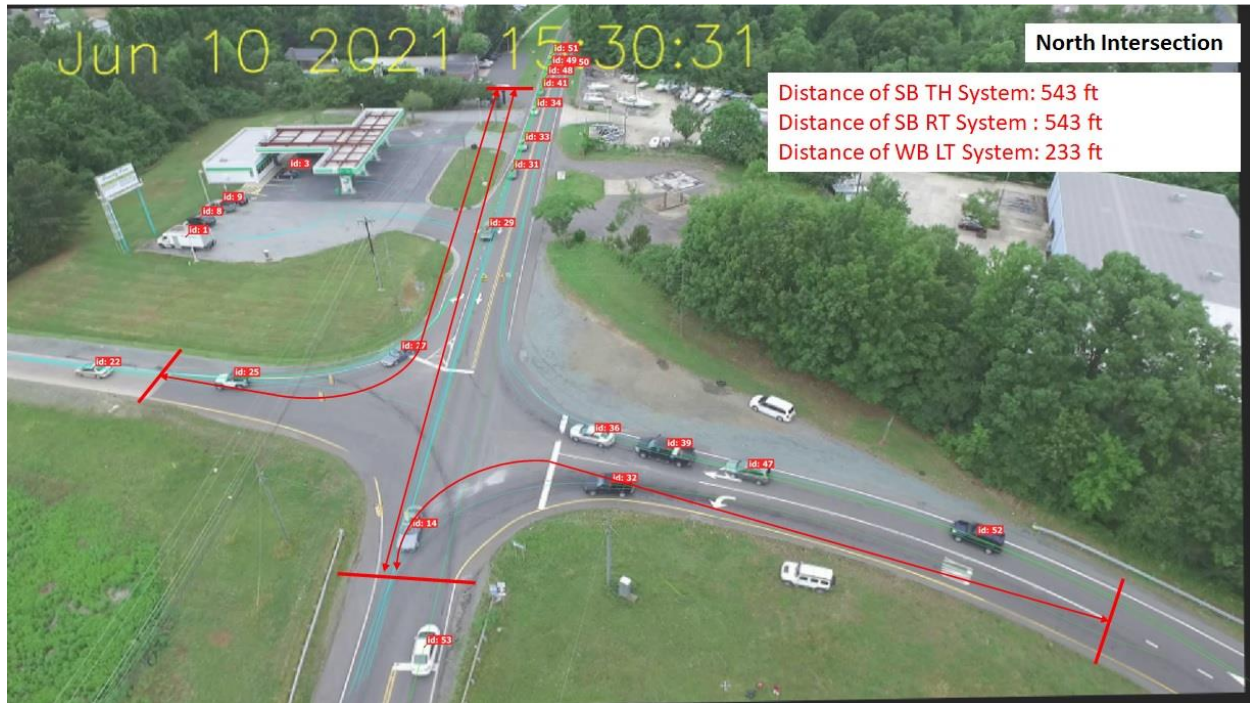 Jun 10 2021 15:30:31
North Intersection
Distance of SB TH System: 543 ft
Distance of SB RT System : 543 ft
Distance of WB LT System: 233 ft
id: 51
id: 49
50
id: 48
id: 41
id: 34
id: 33
id: 3
id: 31
id: 9
id: 8
id: 29
id: 1
id: 27
id: 22
id: 25
id: 36
id: 39
id: 47
id: 32
id: 14
id: 52
id: 53